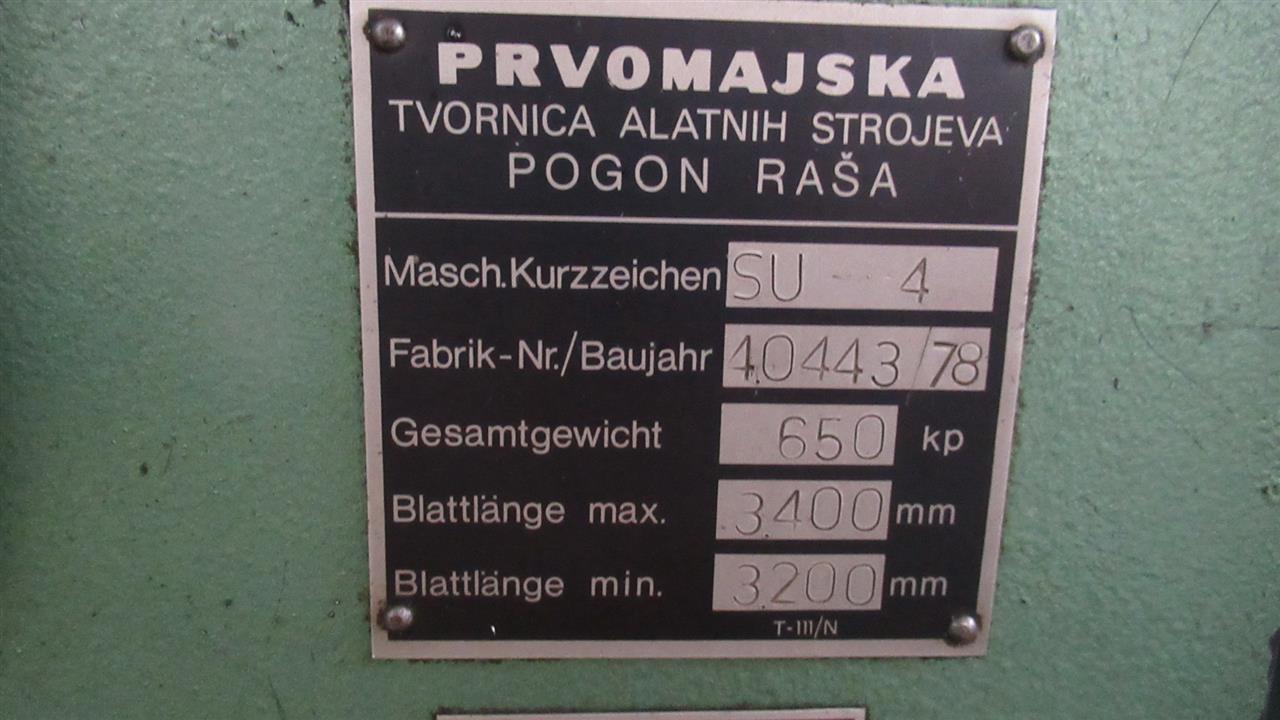 PRVOMAJSKA
TVORNICA ALATNIH STROJEVA
POGON RAŠA
Masch.Kurzzeichen SU - 4
Fabrik-Nr./Baujahr 40443/78
Gesamtgewicht 650 kp
Blattlänge max. 3400 mm
Blattlänge min. 3200 mm
T-111/N